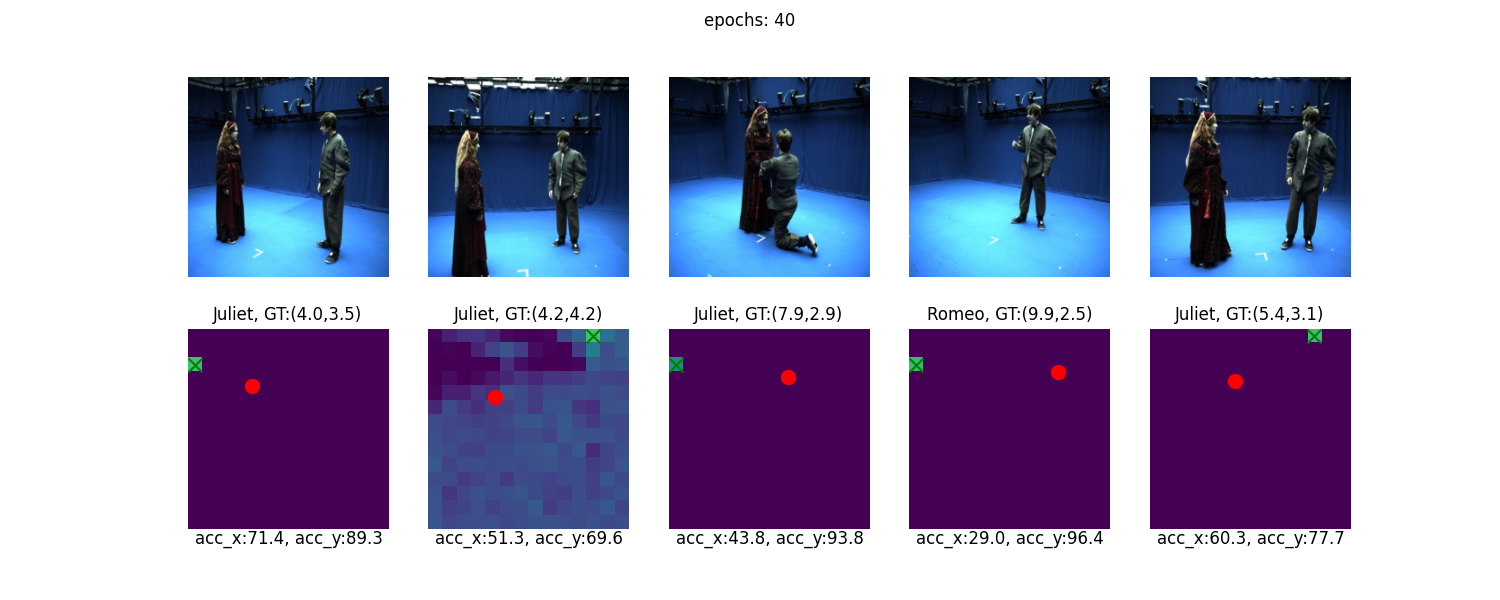 epochs: 40
Juliet, GT:(4.0,3.5)
Juliet, GT:(4.2,4.2)
Juliet, GT:(7.9,2.9)
Romeo, GT:(9.9,2.5)
Juliet, GT:(5.4,3.1)
acc_x:71.4, acc_y:89.3
acc_x:51.3, acc_y:69.6
acc_x:43.8, acc_y:93.8
acc_x:29.0, acc_y:96.4
acc_x:60.3, acc_y:77.7